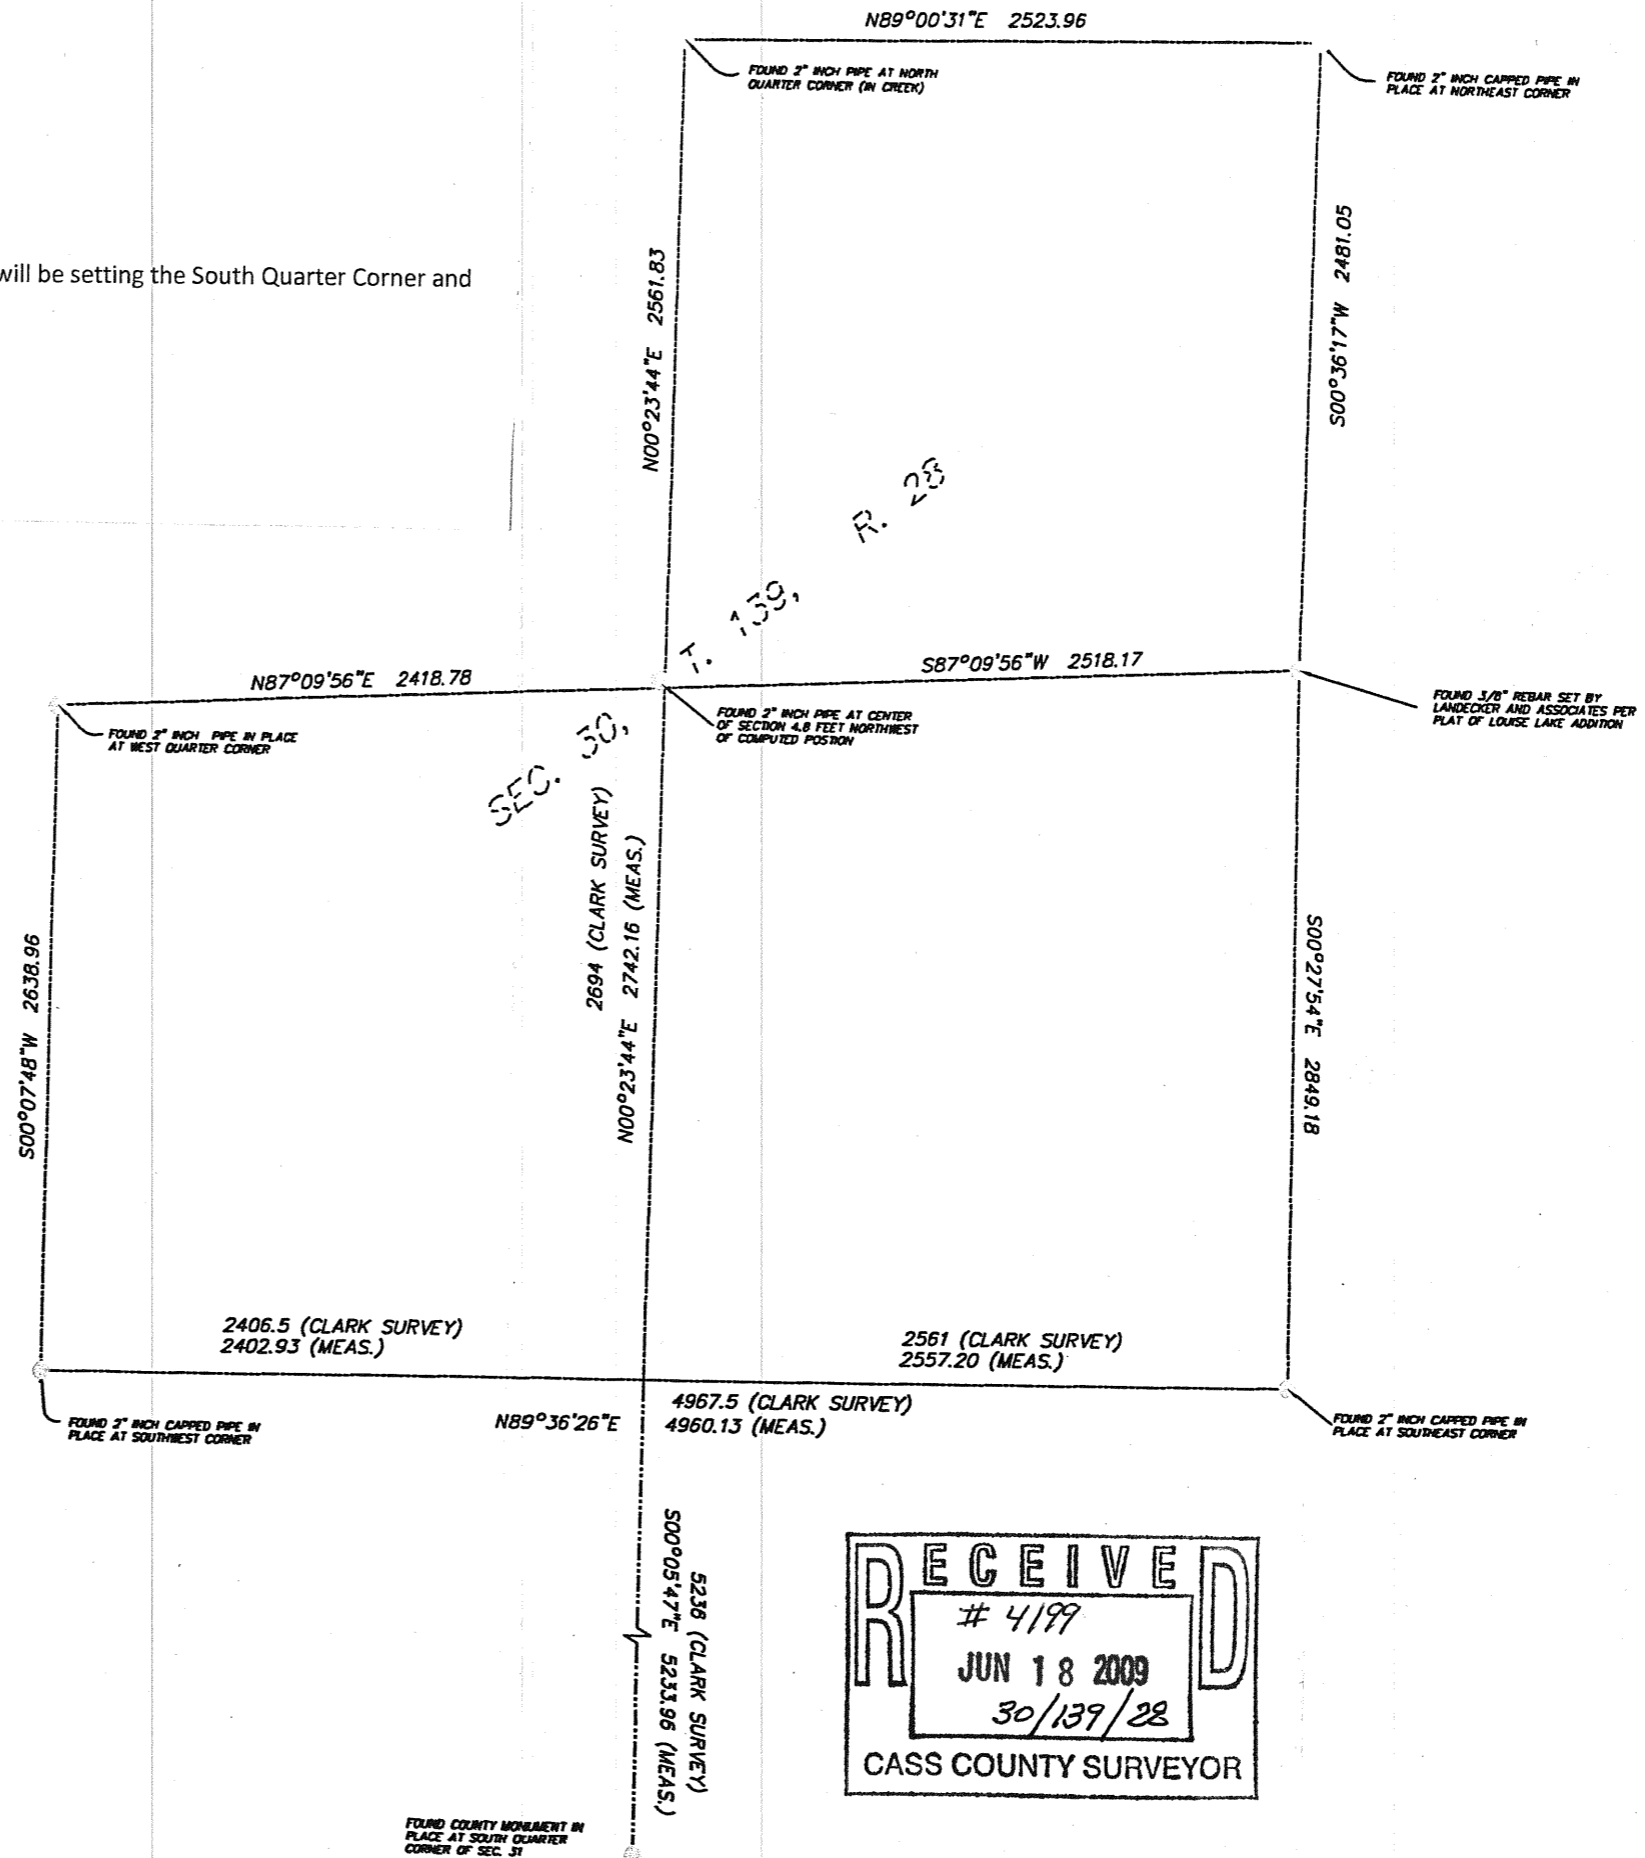 N89°00'31"E 2523.96
FOUND 2" INCH PIPE AT NORTH
QUARTER CORNER (IN CREEK)
FOUND 2" INCH CAPPED PIPE IN
PLACE AT NORTHEAST CORNER
will be setting the South Quarter Corner and
N00°23'44"E 2561.83
S00°36'17"W 2481.05
SEC. 30, T. 139, R. 28
N87°09'56"E 2418.78
S87°09'56"W 2518.17
FOUND 2" INCH PIPE IN PLACE
AT WEST QUARTER CORNER
FOUND 2" INCH PIPE AT CENTER
OF SECTION 4.8 FEET NORTHWEST
OF COMPUTED POSTION
FOUND 5/8" REBAR SET BY
LANDECKER AND ASSOCIATES PER
PLAT OF LOUISE LAKE ADDITION
2694 (CLARK SURVEY)
N00°23'44"E 2742.16 (MEAS.)
S00°07'48"W 2638.96
S00°27'54"E 2849.18
2406.5 (CLARK SURVEY)
2402.93 (MEAS.)
2561 (CLARK SURVEY)
2557.20 (MEAS.)
N89°36'26"E
4967.5 (CLARK SURVEY)
4960.13 (MEAS.)
FOUND 2" INCH CAPPED PIPE IN
PLACE AT SOUTHWEST CORNER
FOUND 2" INCH CAPPED PIPE IN
PLACE AT SOUTHEAST CORNER
5236 (CLARK SURVEY)
S00°05'47"E 5233.96 (MEAS.)
RECEIVED
# 4199
JUN 18 2009
30/139/28
CASS COUNTY SURVEYOR
FOUND COUNTY MONUMENT IN
PLACE AT SOUTH QUARTER
CORNER OF SEC. 31